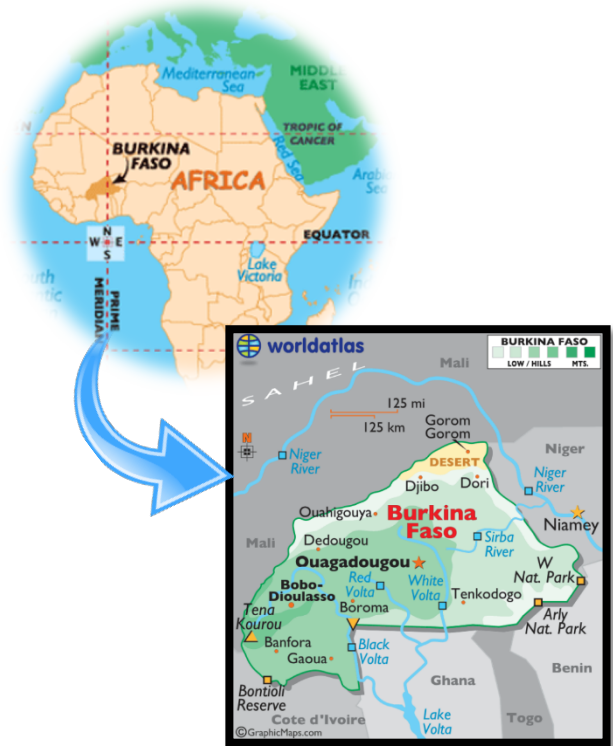 Mediterranean
Sea
MIDDLE
EAST
TROPIC OF
CANCER
BURKINA
FASO
Red Sea
AFRICA
Sea
N
W E
S
EQUATOR
Lake
Victoria
PRIME
MERIDIAN
worldatlas
BURKINA FASO
LOW / HILLS MTS.
Mali
SAHEL
125 mi
125 km
Gorom
Gorom
N
Niger
River
DESERT
Niger
Djibo
Dori
Niger
River
Ouahigouya
Burkina
Faso
Niamey
Mali
Dedougou
Sirba
River
Ouagadougou
W
Nat. Park
Bobo-
Dioulasso
Red
Volta
White
Volta
Tenkodogo
Tena
Kourou
Boroma
Arly
Nat. Park
Banfora
Black
Volta
Gaoua
Ghana
Benin
Bontioli
Reserve
Cote d'Ivoire
Lake
Volta
Togo
©GraphicMaps.com